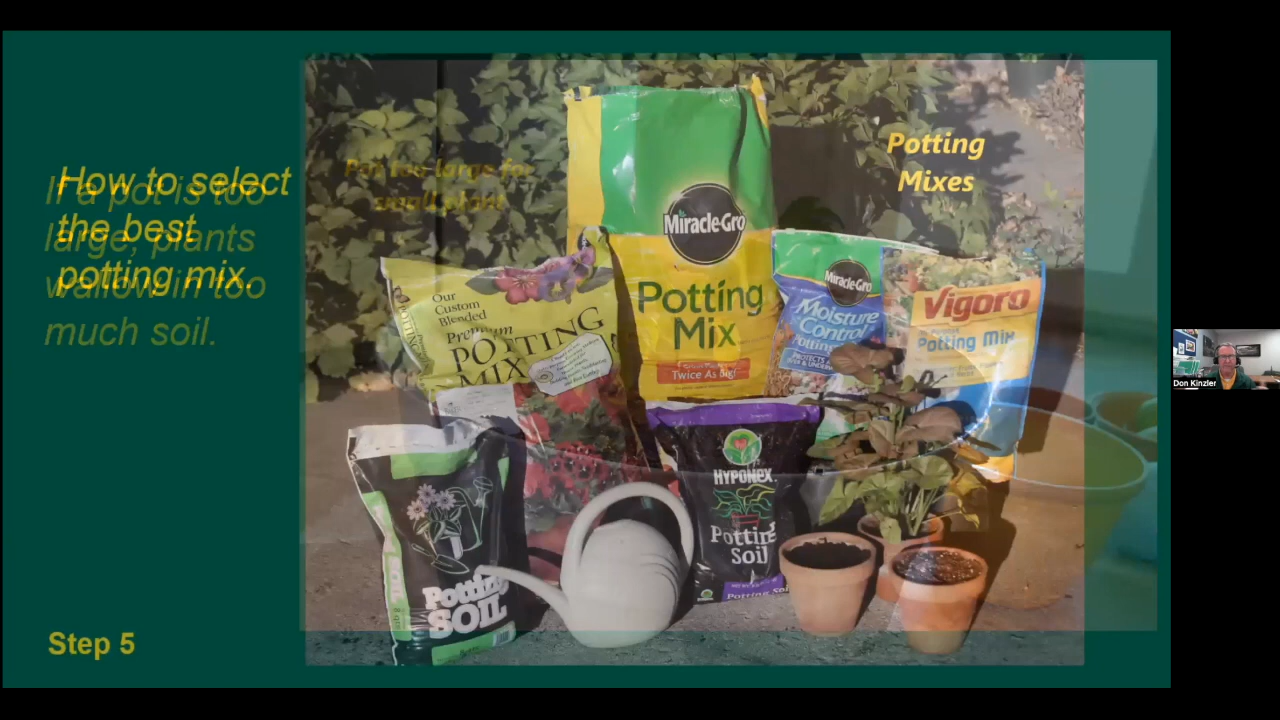 How to select
the best
potting mix.
If a pot is too
large, plants
wallow in too
much soil.
Step 5
Pot too large for
small plant
Potting
Mixes
Miracle-Gro
Potting
Mix
Twice As Big!
Our
Custom
Blended
Premium
POTTING
MIX
Miracle-Gro
Moisture
Control
Potting
Vigoro
Potting Mix
HYPONEX
Potting
Soil
Potting Soil
Potting
SOIL
Don Kinzler